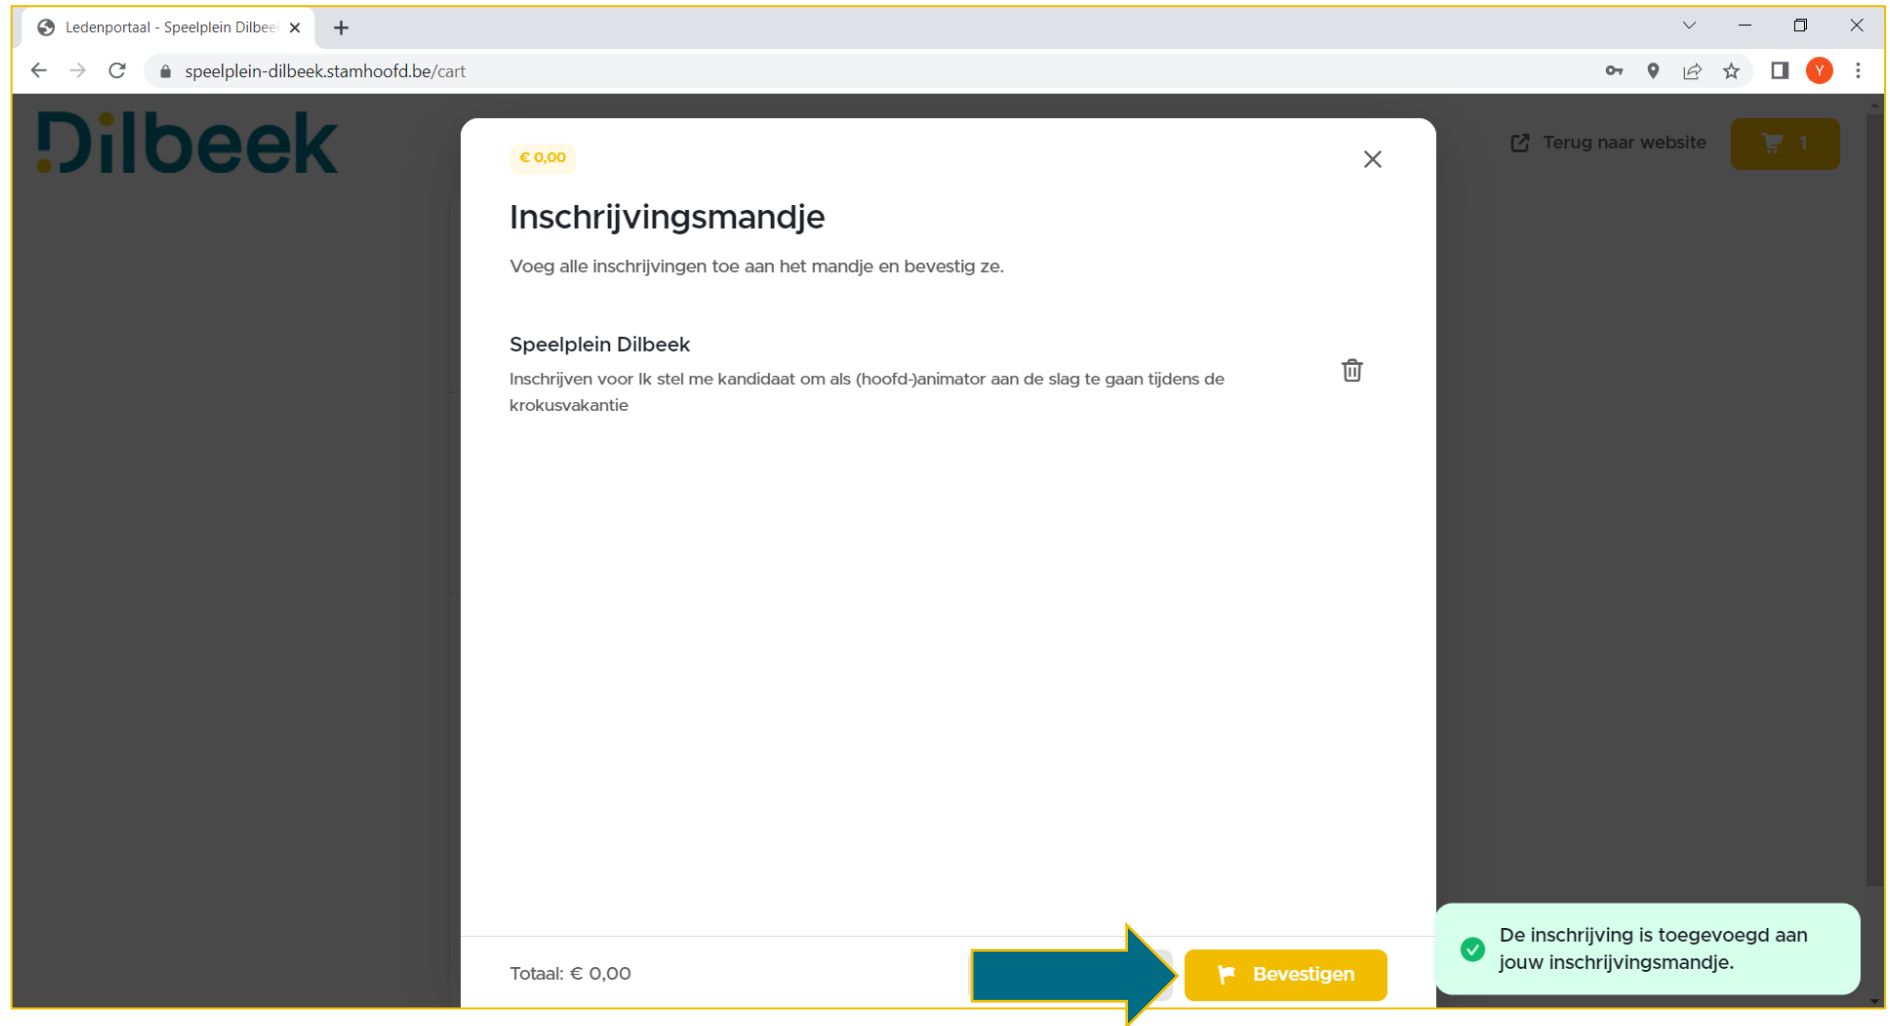 Ledenportaal - Speelplein Dilbee
speelplein-dilbeek.stamhoofd.be/cart
Y
Dilbeek
Terug naar website
1
€ 0,00
Inschrijvingsmandje
Voeg alle inschrijvingen toe aan het mandje en bevestig ze.
Speelplein Dilbeek
Inschrijven voor Ik stel me kandidaat om als (hoofd-)animator aan de slag te gaan tijdens de
krokusvakantie
Totaal: € 0,00
Bevestigen
De inschrijving is toegevoegd aan
jouw inschrijvingsmandje.